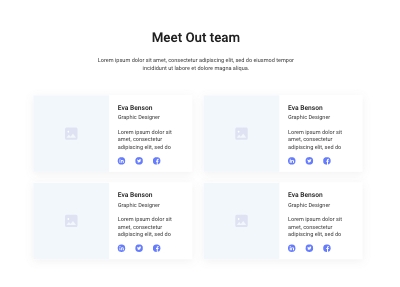 Meet Out team
Lorem ipsum dolor sit amet, consectetur adipiscing elit, sed do eiusmod tempor
incididunt ut labore et dolore magna aliqua.
Eva Benson
Graphic Designer
Lorem ipsum dolor sit
amet, consectetur
adipiscing elit, sed do
Eva Benson
Graphic Designer
Lorem ipsum dolor sit
amet, consectetur
adipiscing elit, sed do
Eva Benson
Graphic Designer
Lorem ipsum dolor sit
amet, consectetur
adipiscing elit, sed do
Eva Benson
Graphic Designer
Lorem ipsum dolor sit
amet, consectetur
adipiscing elit, sed do